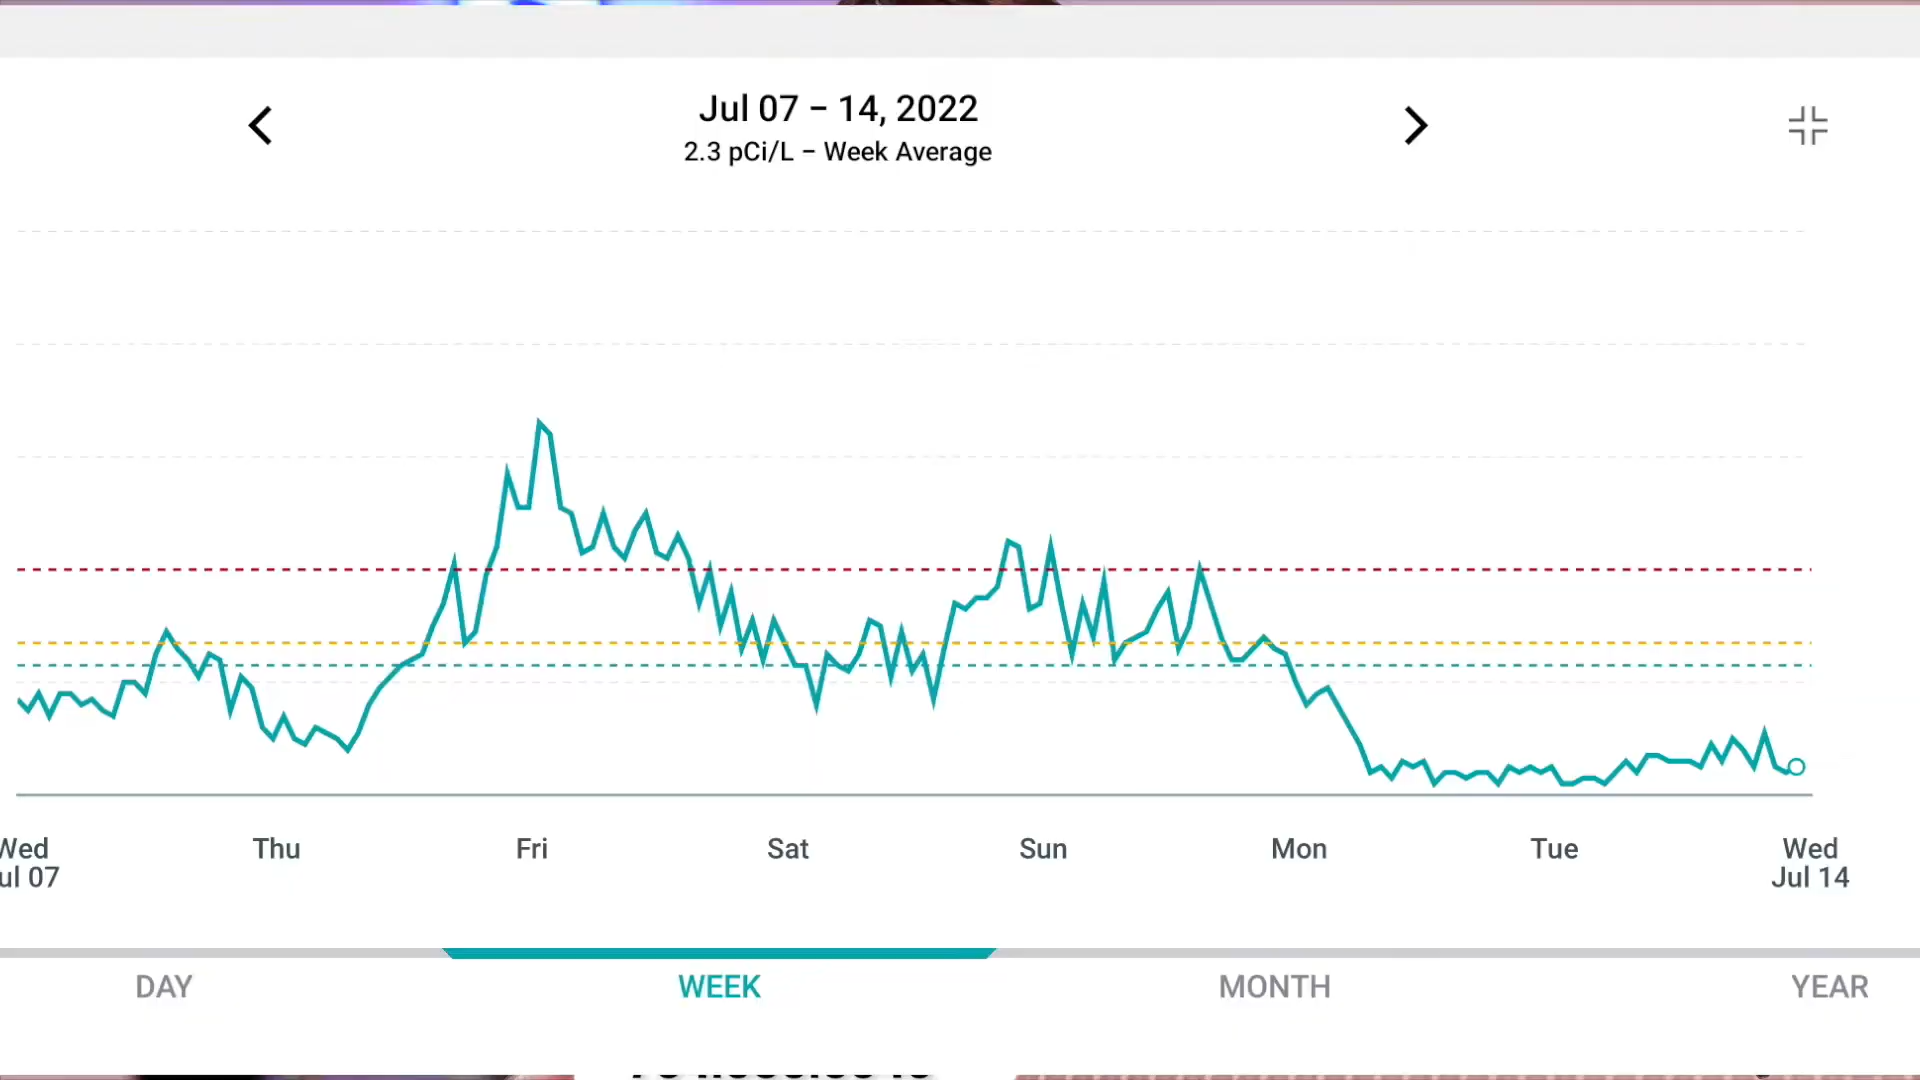 Jul 07 – 14, 2022
2.3 pCi/L – Week Average
Wed Thu Fri Sat Sun Mon Tue Wed
ul 07 Jul 14
DAY WEEK MONTH YEAR